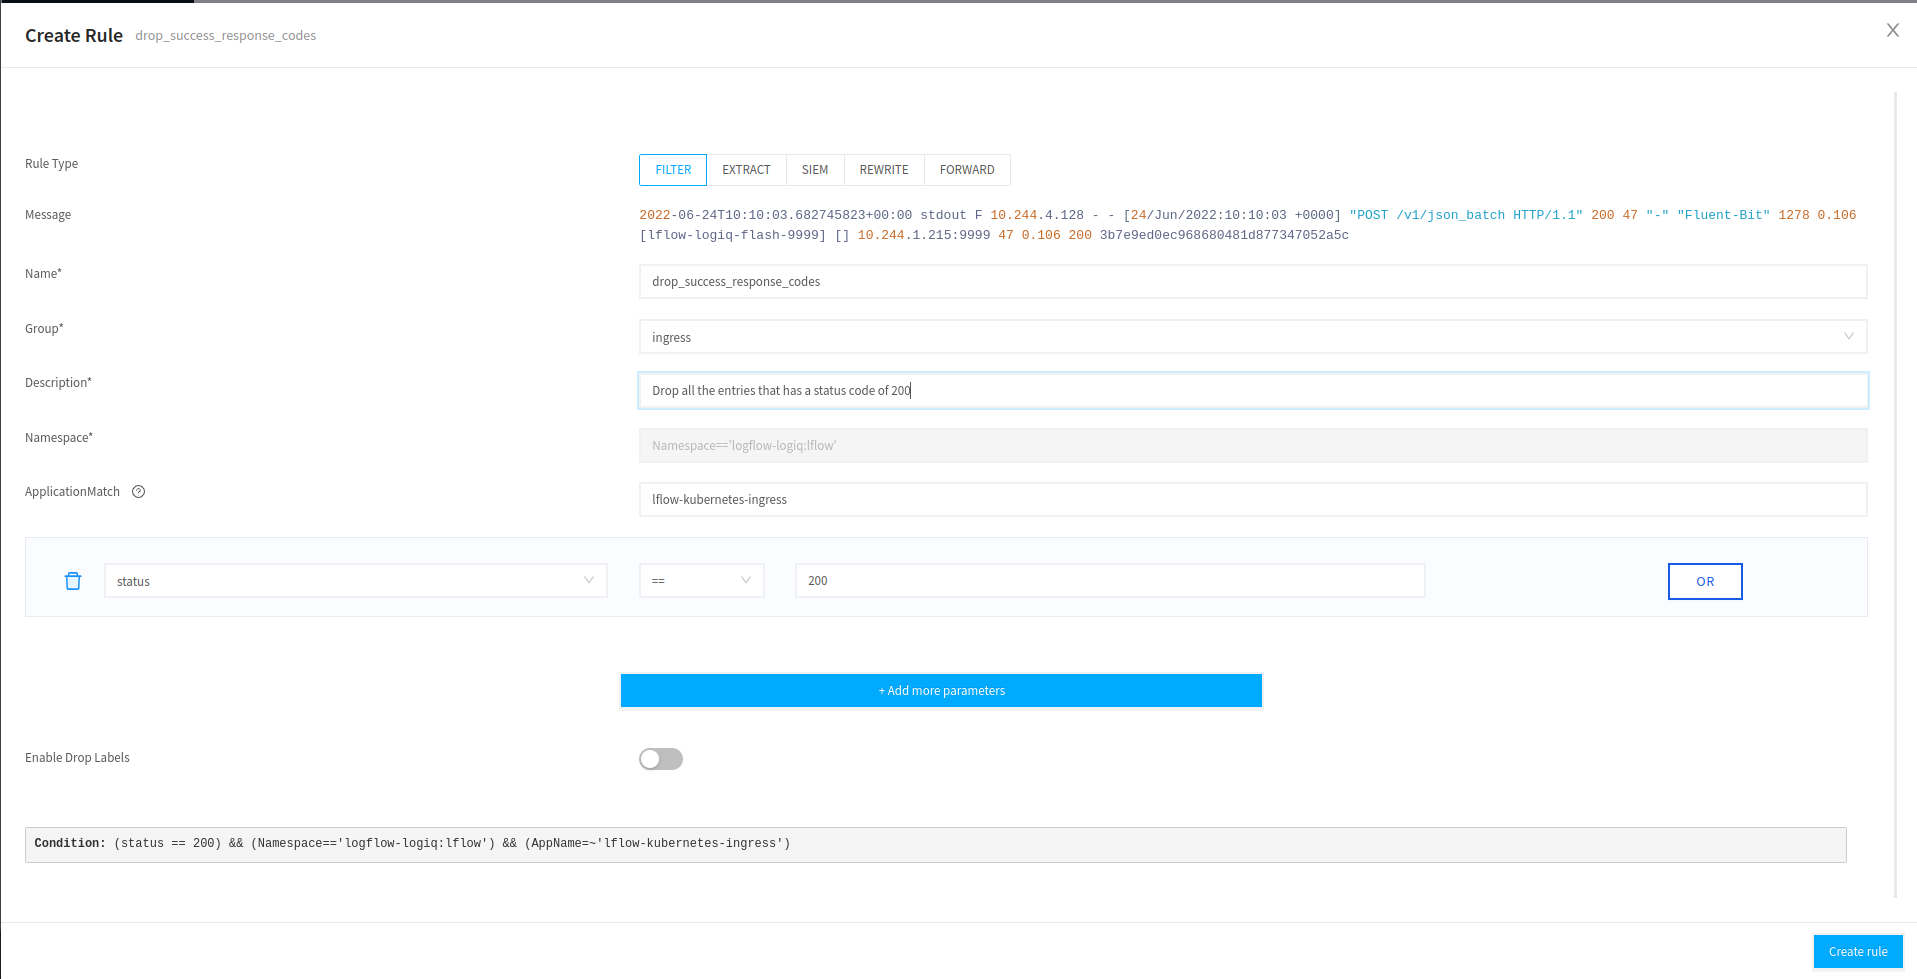 Create Rule drop_success_response_codes
Rule Type FILTER EXTRACT SIEM REWRITE FORWARD
Message 2022-06-24T10:10:03.682745823+00:00 stdout F 10.244.4.128 - - [24/Jun/2022:10:10:03 +0000] "POST /v1/json_batch HTTP/1.1" 200 47 "-" "Fluent-Bit" 1278 0.106
[lflow-logiq-flash-9999] [] 10.244.1.215:9999 47 0.106 200 3b7e9ed0ec968680481d877347052a5c
Name* drop_success_response_codes
Group* ingress
Description* Drop all the entries that has a status code of 200
Namespace* Namespace=='logflow-logiq:lflow'
ApplicationMatch ? lflow-kubernetes-ingress
status == 200 OR
+ Add more parameters
Enable Drop Labels
Condition: (status == 200) && (Namespace=='logflow-logiq:lflow') && (AppName=~'lflow-kubernetes-ingress')
Create rule